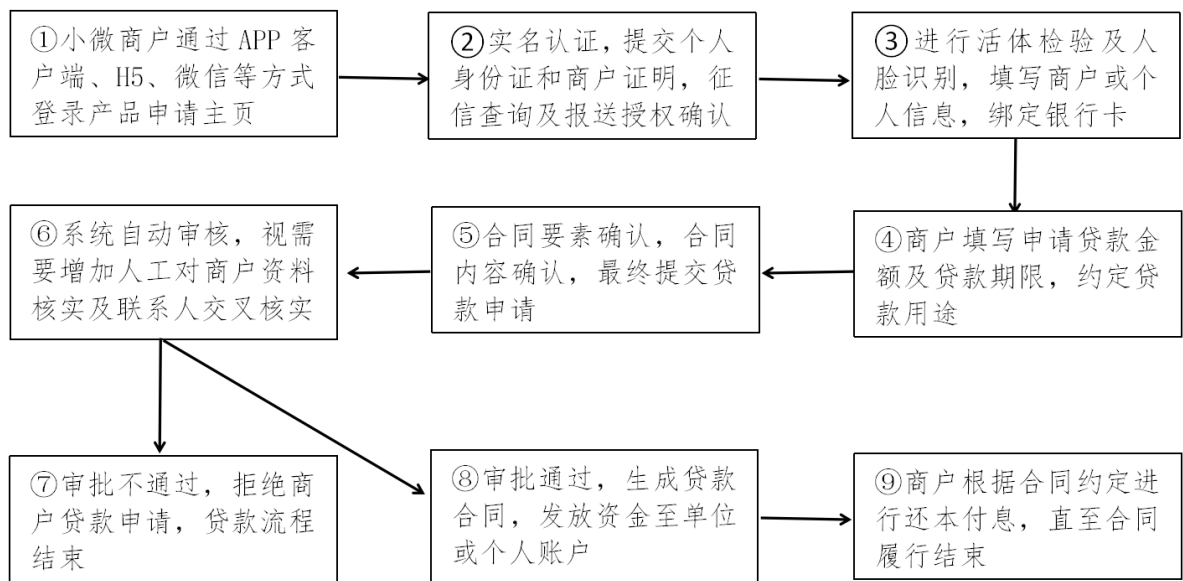 ①小微商户通过 APP 客
户端、H5、微信等方式
登录产品申请主页
②实名认证，提交个人
身份证和商户证明，征
信查询及报送授权确认
③进行活体检验及人
脸识别，填写商户或个
人信息，绑定银行卡
④商户填写申请贷款金
额及贷款期限，约定贷
款用途
⑤合同要素确认，合同
内容确认，最终提交贷
款申请
⑥系统自动审核，视需
要增加人工对商户资料
核实及联系人交叉核实
⑦审批不通过，拒绝商
户贷款申请，贷款流程
结束
⑧审批通过，生成贷款
合同，发放资金至单位
或个人账户
⑨商户根据合同约定进
行还本付息，直至合同
履行结束